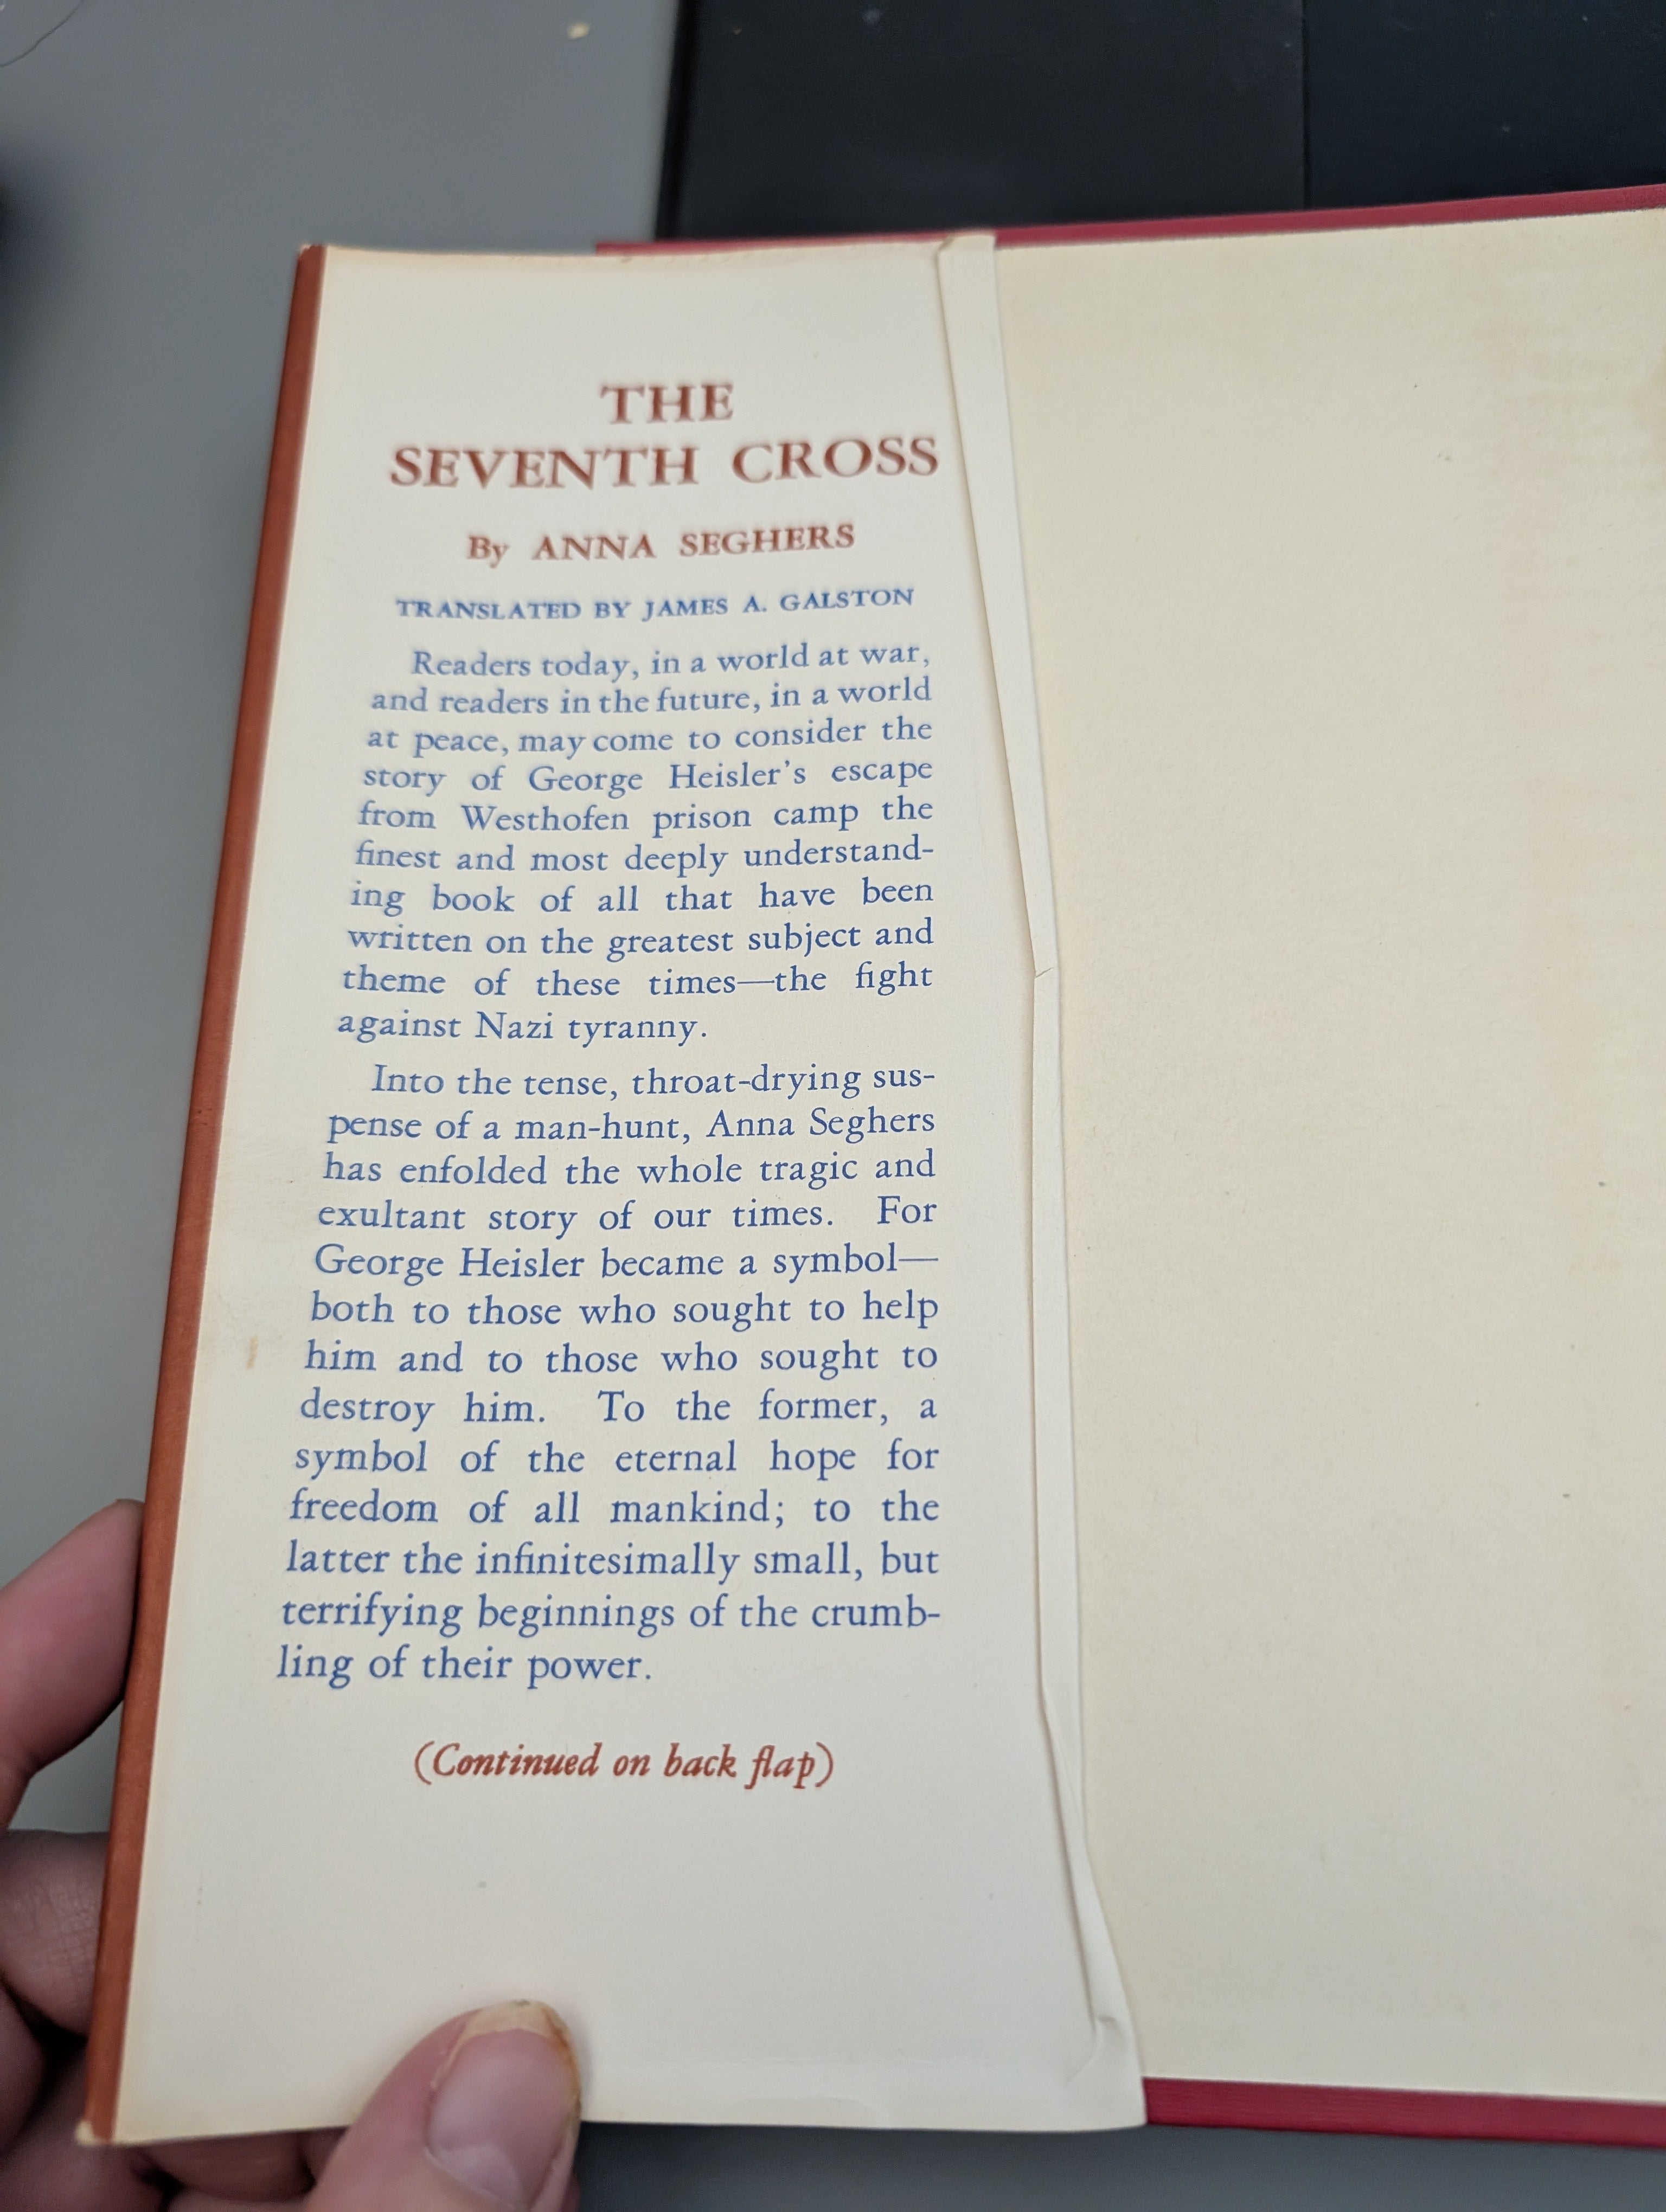 THE
SEVENTH CROSS
By ANNA SEGHERS
TRANSLATED BY JAMES A. GALSTON
Readers today, in a world at war,
and readers in the future, in a world
at peace, may come to consider the
story of George Heisler's escape
from Westhofen prison camp the
finest and most deeply understand-
ing book of all that have been
written on the greatest subject and
theme of these times—the fight
against Nazi tyranny.
Into the tense, throat-drying sus-
pense of a man-hunt, Anna Seghers
has enfolded the whole tragic and
exultant story of our times. For
George Heisler became a symbol—
both to those who sought to help
him and to those who sought to
destroy him. To the former, a
symbol of the eternal hope for
freedom of all mankind; to the
latter the infinitesimally small, but
terrifying beginnings of the crumb-
ling of their power.
(Continued on back flap)